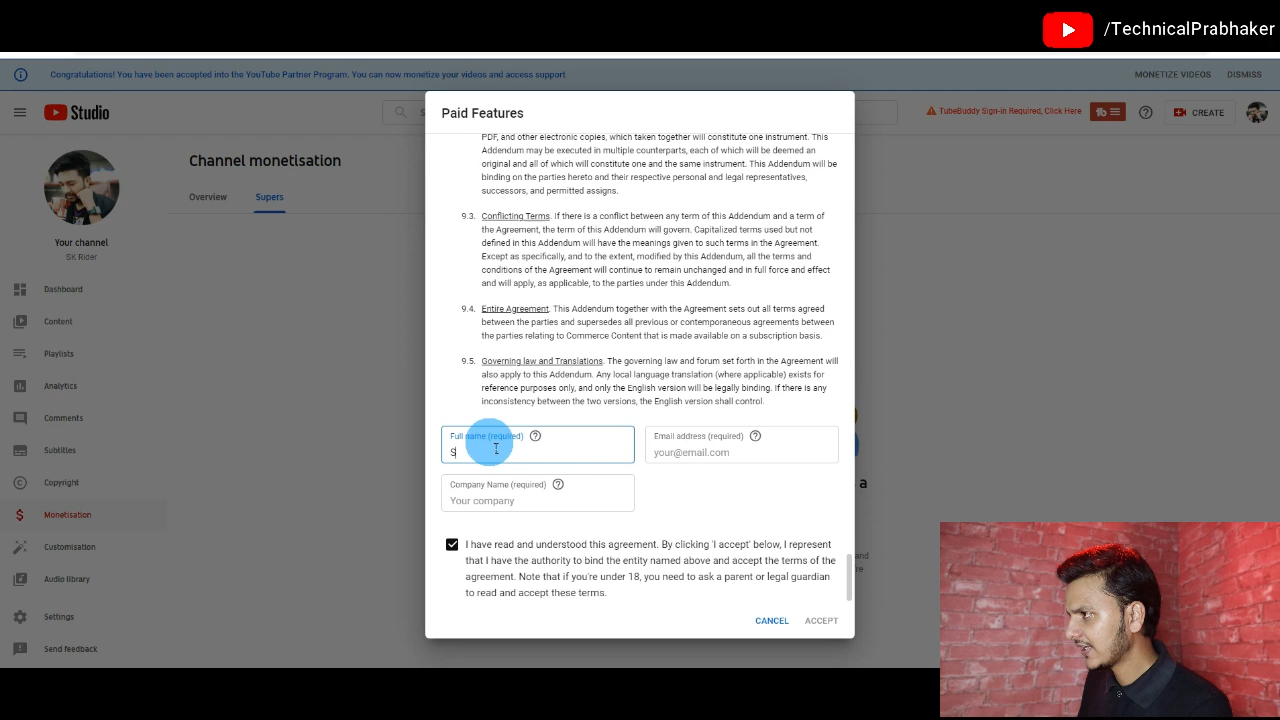 /TechnicalPrabhaker
Congratulations! You have been accepted into the YouTube Partner Program. You can now monetize your videos and access support
MONETIZE VIDEOS
DISMISS
Studio
S
TubeBuddy Sign-in Required, Click Here
CREATE
Your channel
SK Rider
Dashboard
Content
Playlists
Analytics
Comments
Subtitles
Copyright
Monetisation
Customisation
Audio library
Settings
Send feedback
Channel monetisation
Overview
Supers
Paid Features
PDF, and other electronic copies, which taken together will constitute one instrument. This
Addendum may be executed in multiple counterparts, each of which will be deemed an
original and all of which will constitute one and the same instrument. This Addendum will be
binding on the parties hereto and their respective personal and legal representatives,
successors, and permitted assigns.
9.3. Conflicting Terms. If there is a conflict between any term of this Addendum and a term of
the Agreement, the term of this Addendum will govern. Capitalized terms used but not
defined in this Addendum will have the meanings given to such terms in the Agreement.
Except as specifically, and to the extent, modified by this Addendum, all the terms and
conditions of the Agreement will continue to remain unchanged and in full force and effect
and will apply, as applicable, to the parties under this Addendum.
9.4. Entire Agreement. This Addendum together with the Agreement sets out all terms agreed
between the parties and supersedes all previous or contemporaneous agreements between
the parties relating to Commerce Content that is made available on a subscription basis.
9.5. Governing law and Translations. The governing law and forum set forth in the Agreement will
also apply to this Addendum. Any local language translation (where applicable) exists for
reference purposes only, and only the English version will be legally binding. If there is any
inconsistency between the two versions, the English version shall control.
Full name (required)
S
Email address (required)
your@email.com
Company Name (required)
Your company
I have read and understood this agreement. By clicking 'I accept' below, I represent
that I have the authority to bind the entity named above and accept the terms of the
agreement. Note that if you're under 18, you need to ask a parent or legal guardian
to read and accept these terms.
CANCEL
ACCEPT
s a
and
re